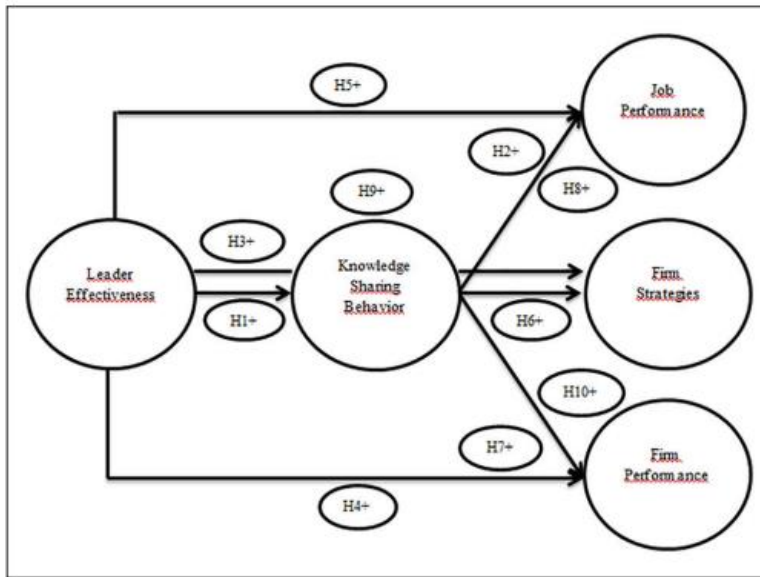 H5+
Job
Performance
H2+
H8+
H9+
H3+
Leader
Effectiveness
Knowledge
Sharing
Behavior
Firm
Strategies
H1+
H6+
H10+
H7+
Firm
Performance
H4+